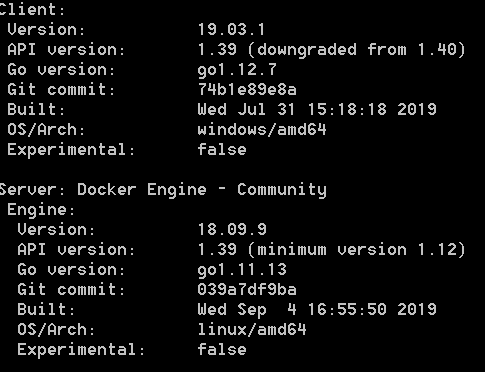 Client:
 Version:           19.03.1
 API version:       1.39 (downgraded from 1.40)
 Go version:        go1.12.7
 Git commit:        74b1e89e8a
 Built:             Wed Jul 31 15:18:18 2019
 OS/Arch:           windows/amd64
 Experimental:      false

Server: Docker Engine - Community
 Engine:
  Version:          18.09.9
  API version:      1.39 (minimum version 1.12)
  Go version:       go1.11.13
  Git commit:       039a7df9ba
  Built:            Wed Sep  4 16:55:50 2019
  OS/Arch:          linux/amd64
  Experimental:     false